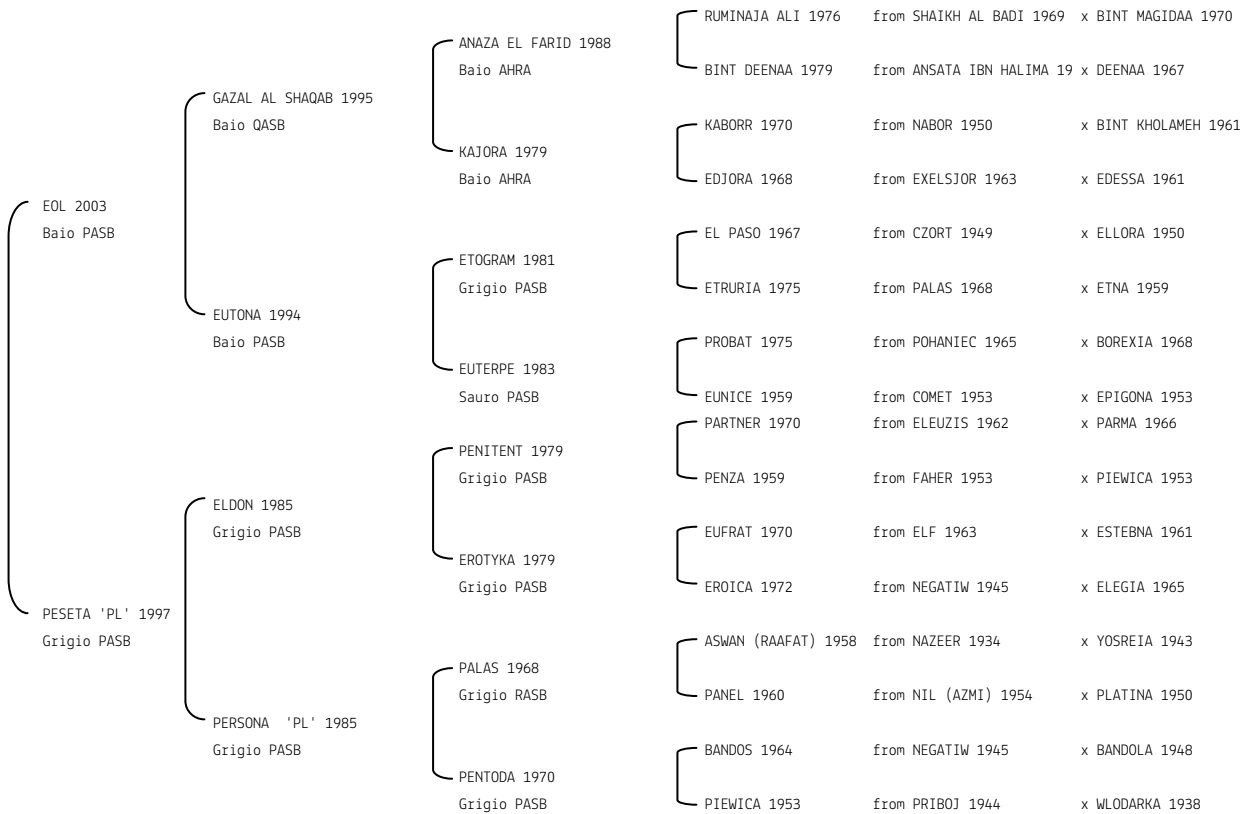 RUMINAJA ALI 1976 from SHAIKH AL BADI 1969 x BINT MAGIDAA 1970
ANAZA EL FARID 1988
Baio AHRA
BINT DEENAA 1979 from ANSATA IBN HALIMA 19 x DEENAA 1967
GAZAL AL SHAQAB 1995
Baio QASB
KABORR 1970 from NABOR 1950 x BINT KHOLAMEH 1961
KAJORA 1979
Baio AHRA
EDJORA 1968 from EXELSJOR 1963 x EDESSA 1961
EOL 2003
Baio PASB
EL PASO 1967 from CZORT 1949 x ELLORA 1950
ETOGRAM 1981
Grigio PASB
ETRURIA 1975 from PALAS 1968 x ETNA 1959
EUTONA 1994
Baio PASB
PROBAT 1975 from POHANIEC 1965 x BOREXIA 1968
EUTERPE 1983
Sauro PASB
EUNICE 1959 from COMET 1953 x EPIGONA 1953
PARTNER 1970 from ELEUZIS 1962 x PARMA 1966
PENITENT 1979
Grigio PASB
PENZA 1959 from FAHER 1953 x PIEWICA 1953
ELDON 1985
Grigio PASB
EUFRAT 1970 from ELF 1963 x ESTEBNA 1961
EROTYKA 1979
Grigio PASB
EROICA 1972 from NEGATIW 1945 x ELEGIA 1965
PESETA 'PL' 1997
Grigio PASB
ASWAN (RAAFAT) 1958 from NAZEER 1934 x YOSREIA 1943
PALAS 1968
Grigio RASB
PANEL 1960 from NIL (AZMI) 1954 x PLATINA 1950
PERSONA 'PL' 1985
Grigio PASB
BANDOS 1964 from NEGATIW 1945 x BANDOLA 1948
PENTODA 1970
Grigio PASB
PIEWICA 1953 from PRIBOJ 1944 x WLODARKA 1938